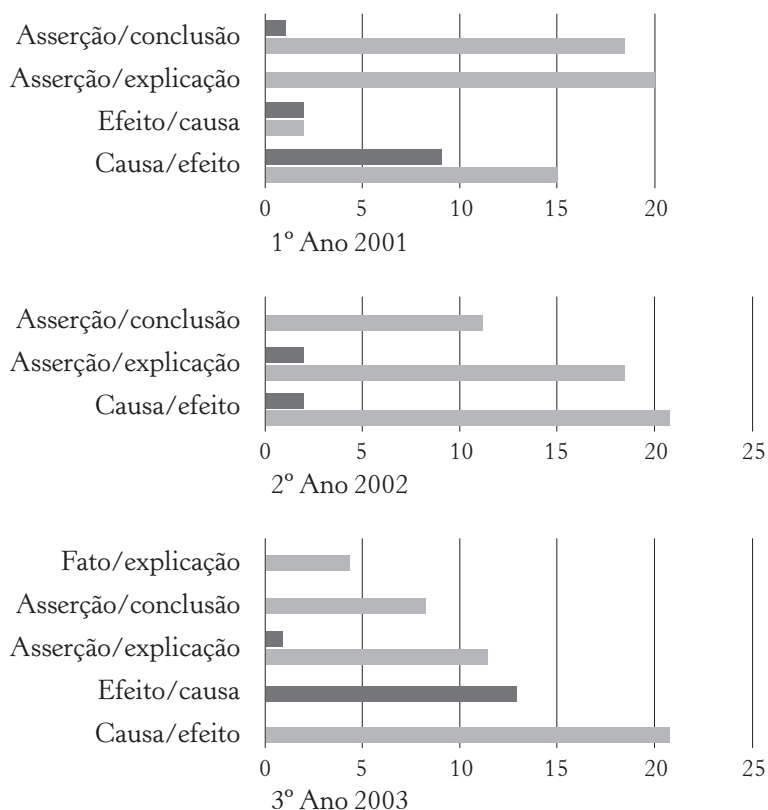 Asserção/conclusão
Asserção/explicação
Efeito/causa
Causa/efeito
0 5 10 15 20
1º Ano 2001
Asserção/conclusão
Asserção/explicação
Causa/efeito
0 5 10 15 20 25
2º Ano 2002
Fato/explicação
Asserção/conclusão
Asserção/explicação
Efeito/causa
Causa/efeito
0 5 10 15 20 25
3º Ano 2003